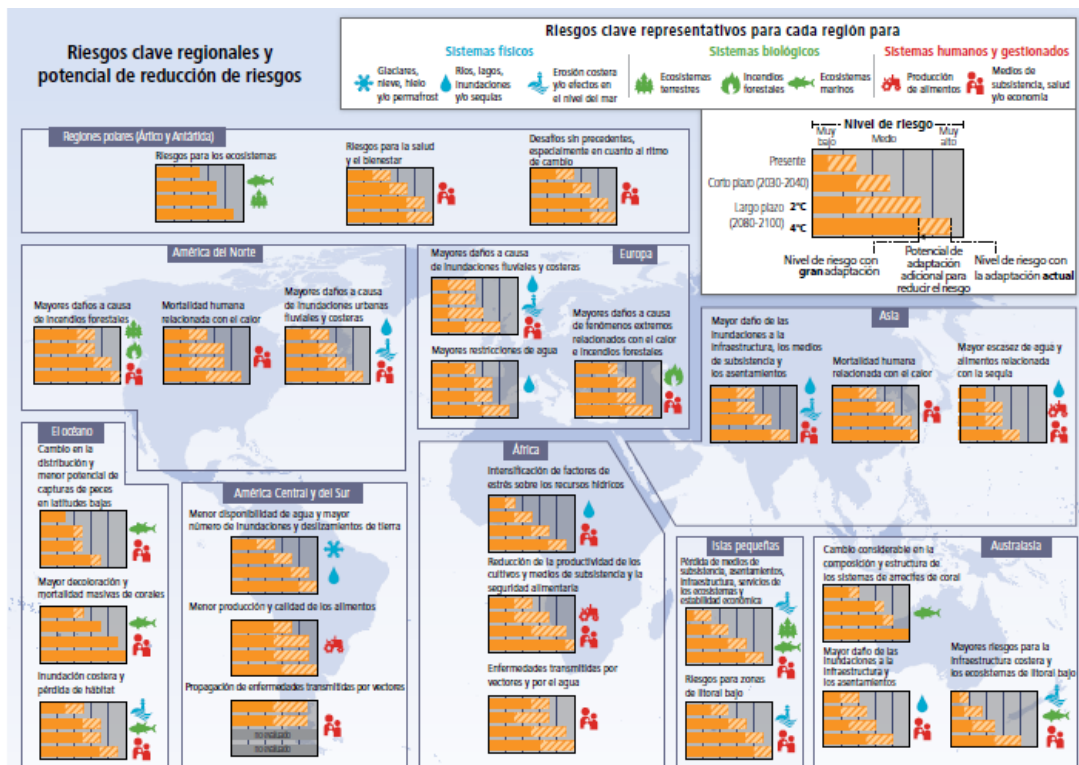 Riesgos clave regionales y
potencial de reducción de riesgos
Riesgos clave representativos para cada región para
Sistemas físicos
Glaciares,
nieve, hielo
y/o permafrost
Ríos, lagos,
inundaciones
y/o sequías
Erosión costera
y/o efectos en
el nivel del mar
Sistemas biológicos
Ecosistemas
terrestres
Incendios
forestales
Ecosistemas
marinos
Sistemas humanos y gestionados
Producción
de alimentos
Medios de
subsistencia, salud
y/o economía
Nivel de riesgo
Muy
bajo
Medio
Muy
alto
Presente
Corto plazo (2030-2040)
Largo plazo
(2080-2100)
2°C
4°C
Nivel de riesgo con
gran adaptación
Potencial de
adaptación
adicional para
reducir el riesgo
Nivel de riesgo con
la adaptación actual
Regiones polares (Ártico y Antártida)
Riesgos para los ecosistemas
Riesgos para la salud
y el bienestar
Desafíos sin precedentes,
especialmente en cuanto al ritmo
de cambio
América del Norte
Mayores daños a causa
de incendios forestales
Mortalidad humana
relacionada con el calor
Mayores daños a causa
de inundaciones urbanas
fluviales y costeras
Europa
Mayores daños a causa
de inundaciones fluviales y costeras
Mayores restricciones de agua
Mayores daños a causa
de fenómenos extremos
relacionados con el calor
e incendios forestales
Asia
Mayor daño de las
inundaciones a la
infraestructura, los medios
de subsistencia y
los asentamientos
Mortalidad humana
relacionada con el calor
Mayor escasez de agua y
alimentos relacionada
con la sequía
El océano
Cambio en la
distribución y
menor potencial de
capturas de peces
en latitudes bajas
Mayor decoloración y
mortalidad masivas de corales
Inundación costera y
pérdida de hábitat
América Central y del Sur
Menor disponibilidad de agua y mayor
número de inundaciones y deslizamientos de tierra
Menor producción y calidad de los alimentos
Propagación de enfermedades transmitidas por vectores
no evaluado
no evaluado
África
Intensificación de factores de
estrés sobre los recursos hídricos
Reducción de la productividad de los
cultivos y medios de subsistencia y la
seguridad alimentaria
Enfermedades transmitidas por
vectores y por el agua
Islas pequeñas
Pérdida de medios de
subsistencia, asentamientos,
infraestructura, servicios de
los ecosistemas y
estabilidad económica
Riesgos para zonas
de litoral bajo
Australasia
Cambio considerable en la
composición y estructura de
los sistemas de arrecifes de coral
Mayor daño de las
inundaciones a la
infraestructura y
los asentamientos
Mayores riesgos para la
infraestructura costera y
los ecosistemas de litoral bajo